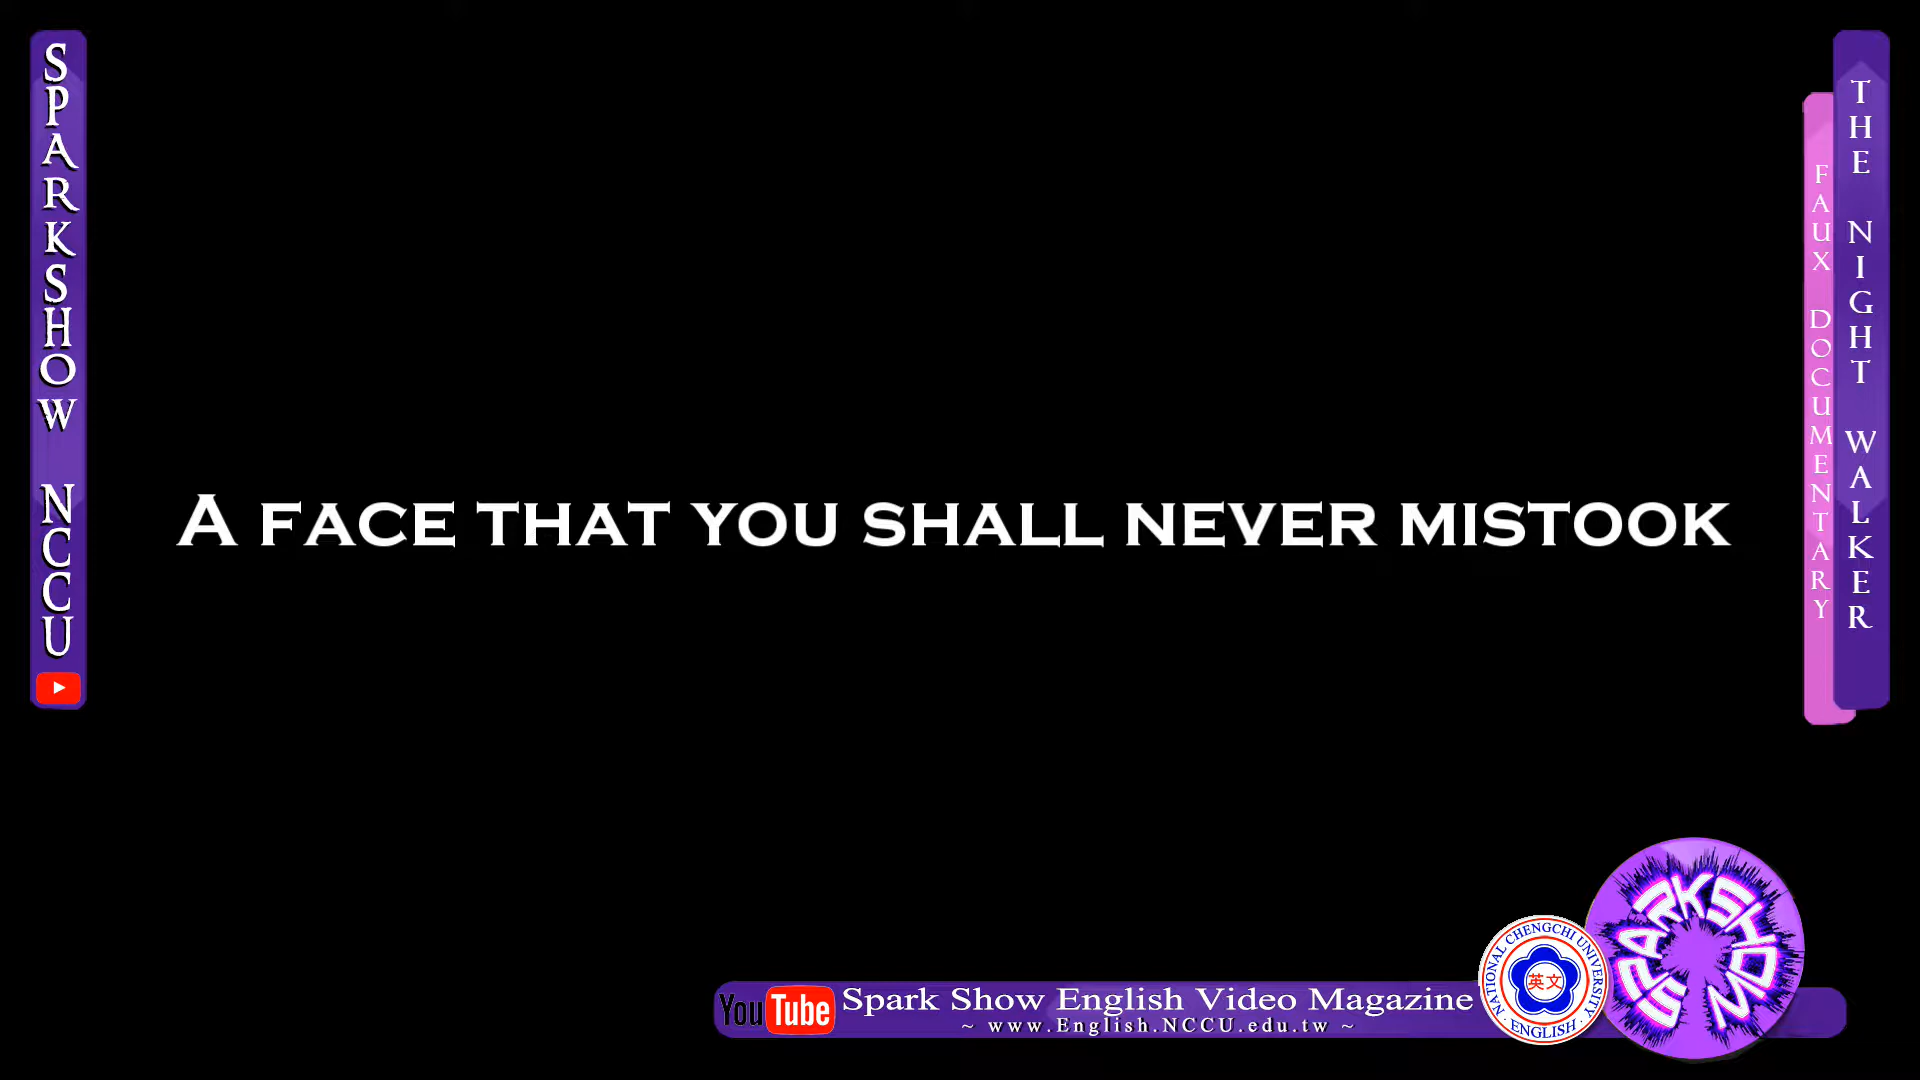 SPARKSHOW NCCU
THE NIGHT WALKER
FAUX DOCUMENTARY
A FACE THAT YOU SHALL NEVER MISTOOK
YouTube
Spark Show English Video Magazine
~ www.English.NCCU.edu.tw ~
NATIONAL CHENGCHI UNIVERSITY
英文
· ENGLISH ·
SPARKSHOW